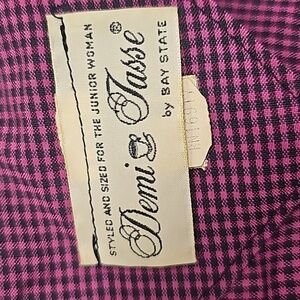 STYLED AND SIZED FOR THE JUNIOR WOMAN
Demi Tasse®
by BAY STATE